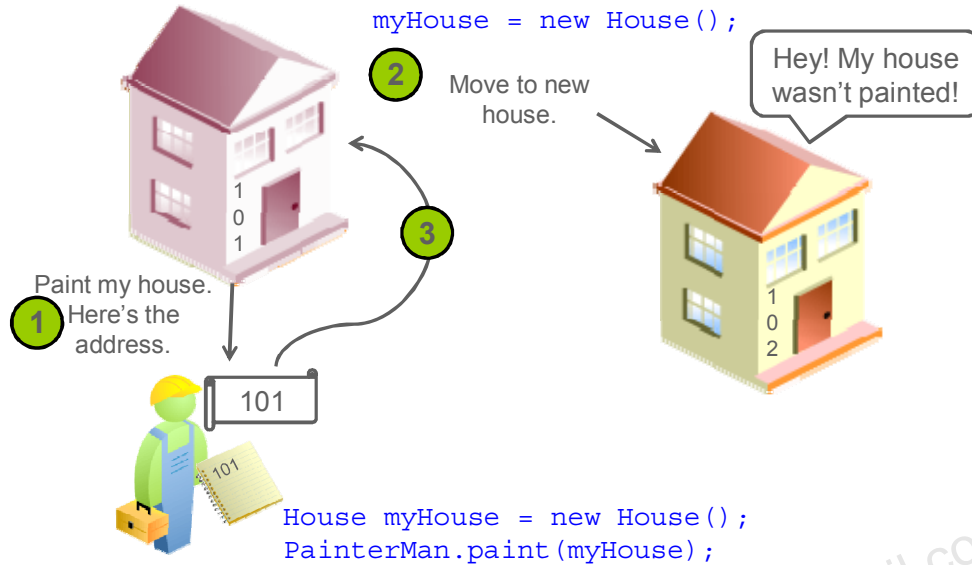 myHouse = new House();
2
Move to new
house.
Hey! My house
wasn't painted!
1
0
1
3
1
0
2
Paint my house.
1
Here's the
address.
101
101
House myHouse = new House();
PainterMan.paint(myHouse);